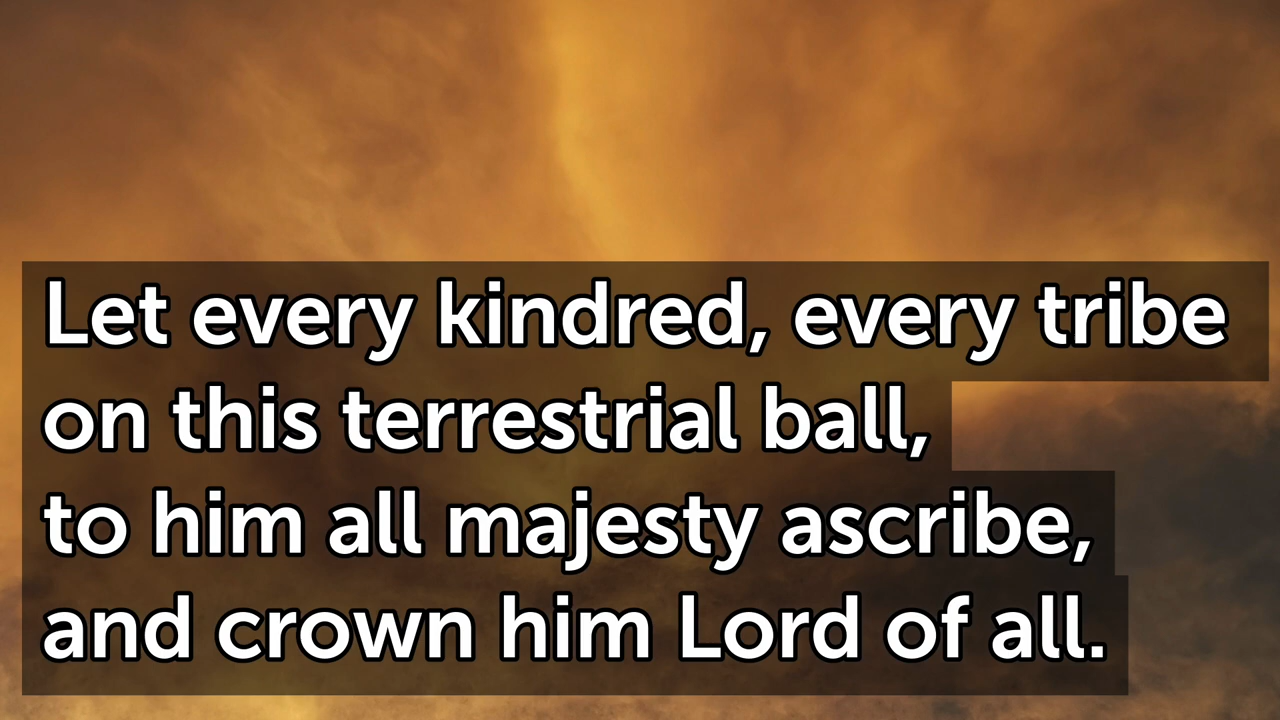 Let every kindred, every tribe
on this terrestrial ball,
to him all majesty ascribe,
and crown him Lord of all.